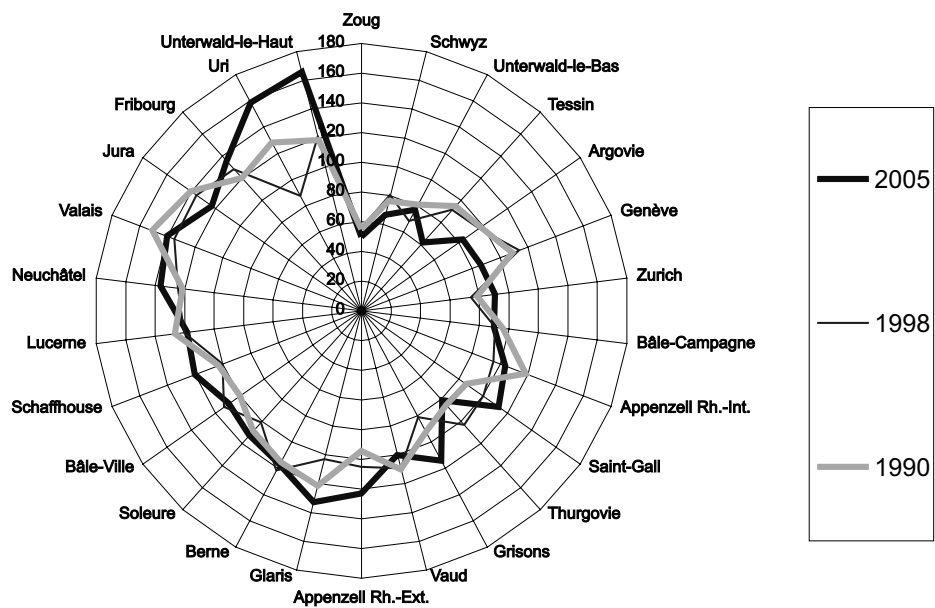 Zoug
Schwyz
Unterwald-le-Bas
Tessin
Argovie
Genève
Zurich
Bâle-Campagne
Appenzell Rh.-Int.
Saint-Gall
Thurgovie
Grisons
Vaud
Appenzell Rh.-Ext.
Glaris
Berne
Soleure
Bâle-Ville
Schaffhouse
Lucerne
Neuchâtel
Valais
Jura
Fribourg
Uri
Unterwald-le-Haut
180
160
140
120
100
80
60
40
20
0
2005
1998
1990